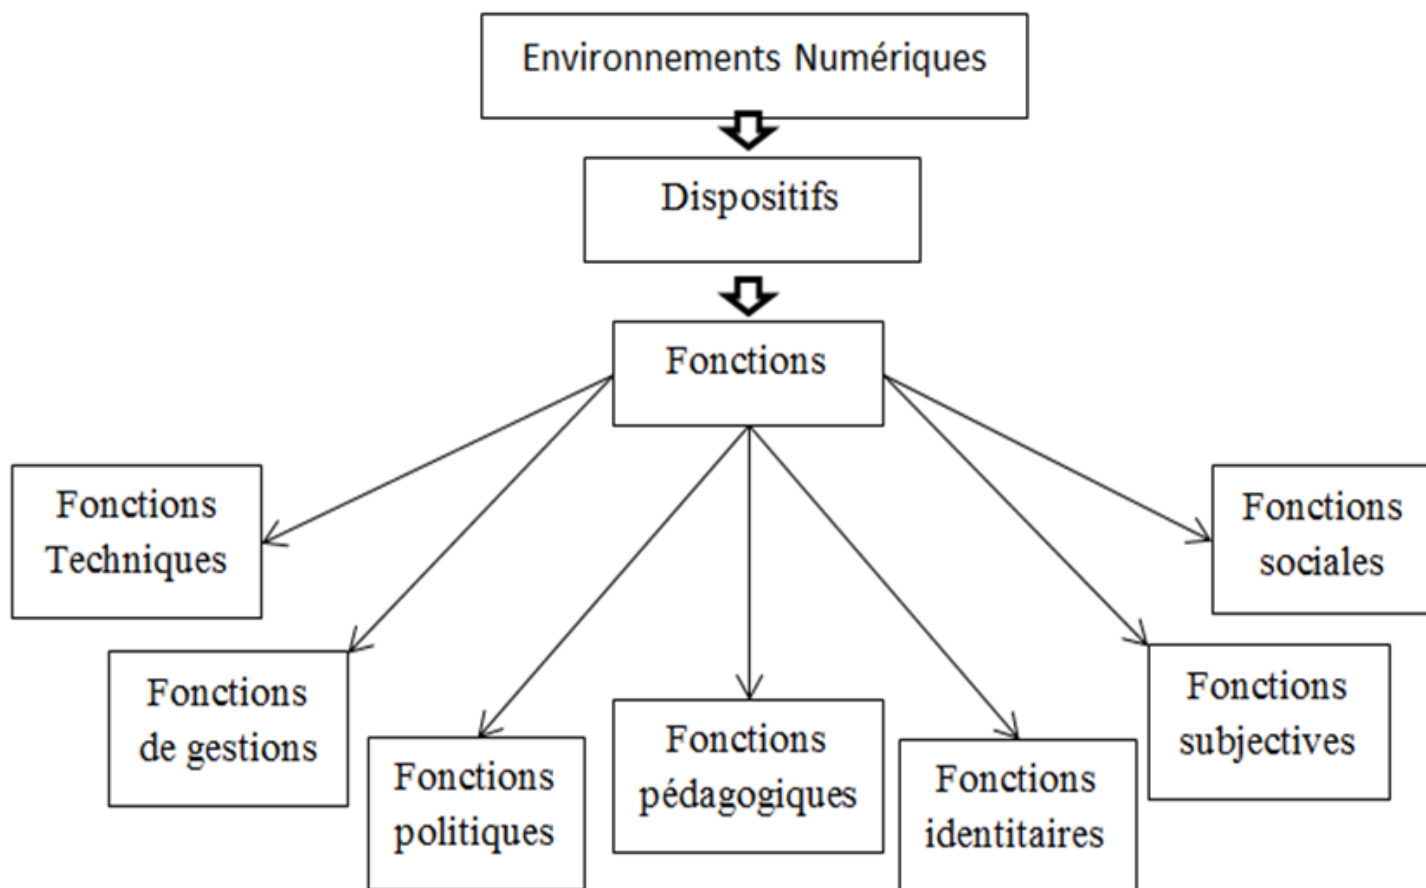 Environnements Numériques
Dispositifs
Fonctions
Fonctions
Techniques
Fonctions
de gestions
Fonctions
politiques
Fonctions
pédagogiques
Fonctions
identitaires
Fonctions
subjectives
Fonctions
sociales